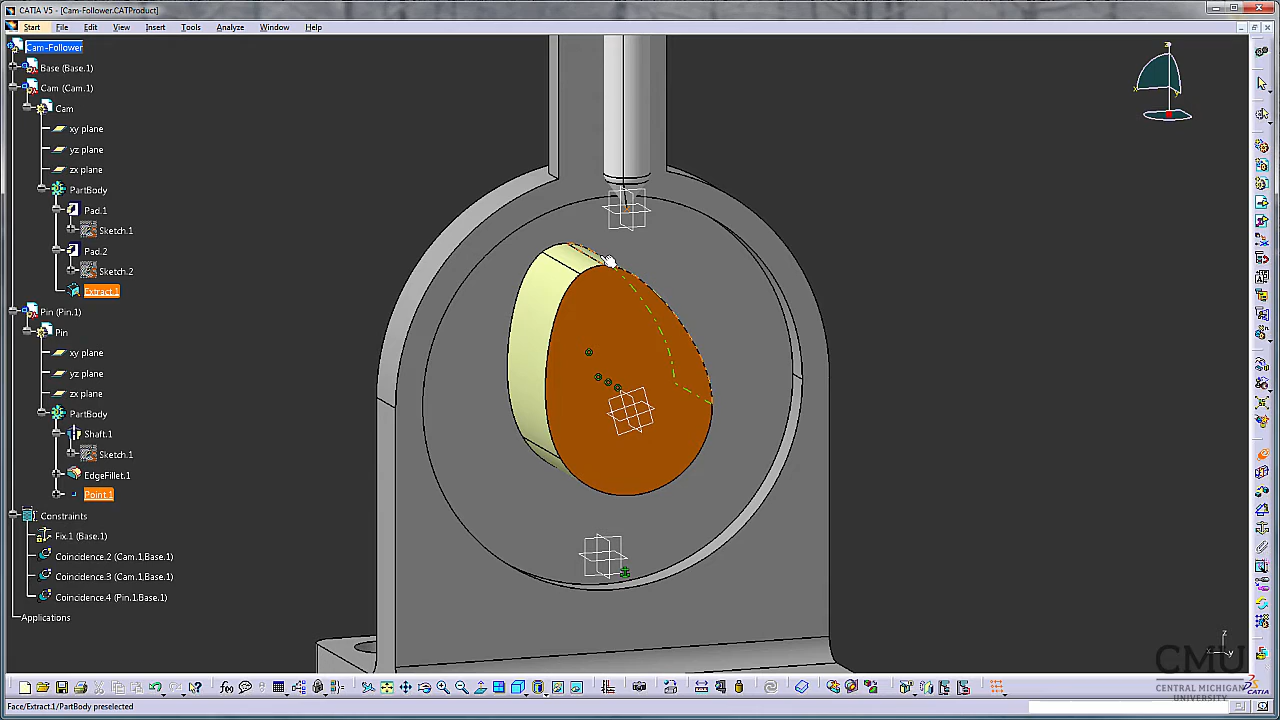 CATIA V5 - [Cam-Follower.CATProduct]
Start File Edit View Insert Tools Analyze Window Help
Cam-Follower
Base (Base.1)
Cam (Cam.1)
Cam
xy plane
yz plane
zx plane
PartBody
Pad.1
Sketch.1
Pad.2
Sketch.2
Extract.1
Pin (Pin.1)
Pin
xy plane
yz plane
zx plane
PartBody
Shaft.1
Sketch.1
EdgeFillet.1
Point.1
Constraints
Fix.1 (Base.1)
Coincidence.2 (Cam.1,Base.1)
Coincidence.3 (Cam.1,Base.1)
Coincidence.4 (Pin.1,Base.1)
Applications
z
x
y
CMU
CENTRAL MICHIGAN
UNIVERSITY
CATIA
Face/Extract.1/PartBody preselected